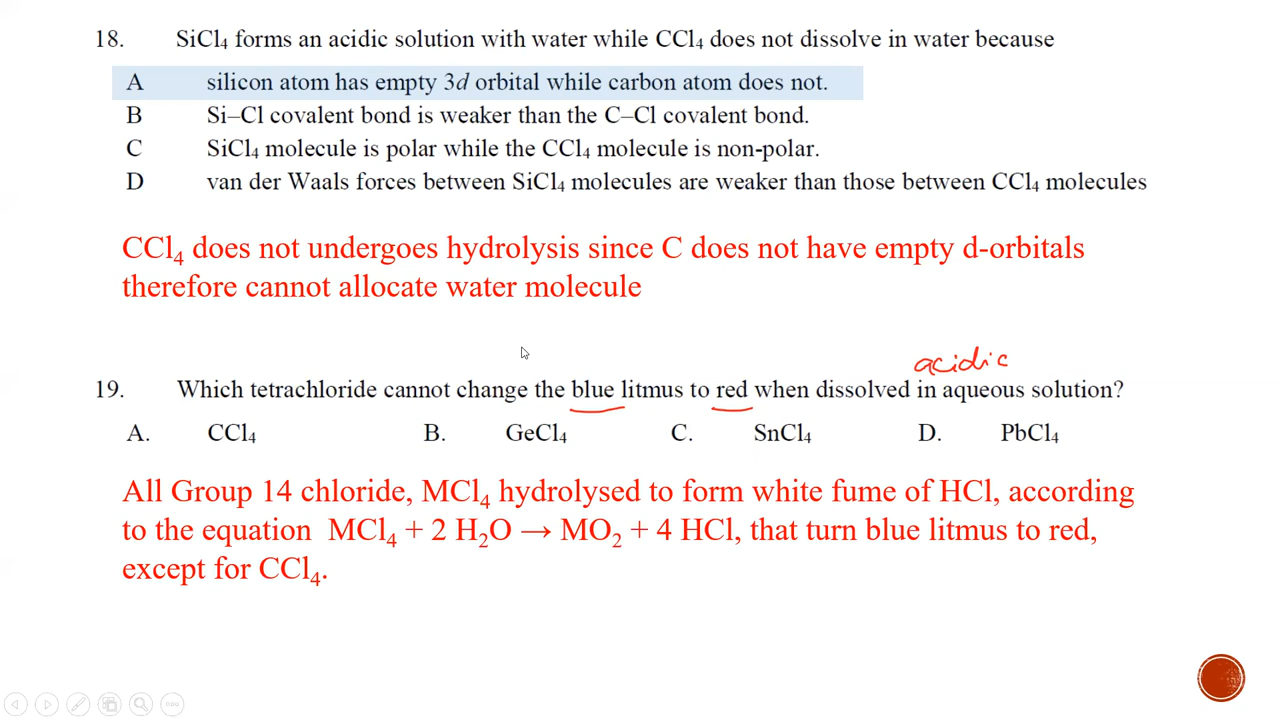 18. SiCl₄ forms an acidic solution with water while CCl₄ does not dissolve in water because
A silicon atom has empty 3d orbital while carbon atom does not.
B Si–Cl covalent bond is weaker than the C–Cl covalent bond.
C SiCl₄ molecule is polar while the CCl₄ molecule is non-polar.
D van der Waals forces between SiCl₄ molecules are weaker than those between CCl₄ molecules
CCl₄ does not undergoes hydrolysis since C does not have empty d-orbitals
therefore cannot allocate water molecule
acidic
19. Which tetrachloride cannot change the blue litmus to red when dissolved in aqueous solution?
A. CCl₄ B. GeCl₄ C. SnCl₄ D. PbCl₄
All Group 14 chloride, MCl₄ hydrolysed to form white fume of HCl, according
to the equation MCl₄ + 2 H₂O → MO₂ + 4 HCl, that turn blue litmus to red,
except for CCl₄.